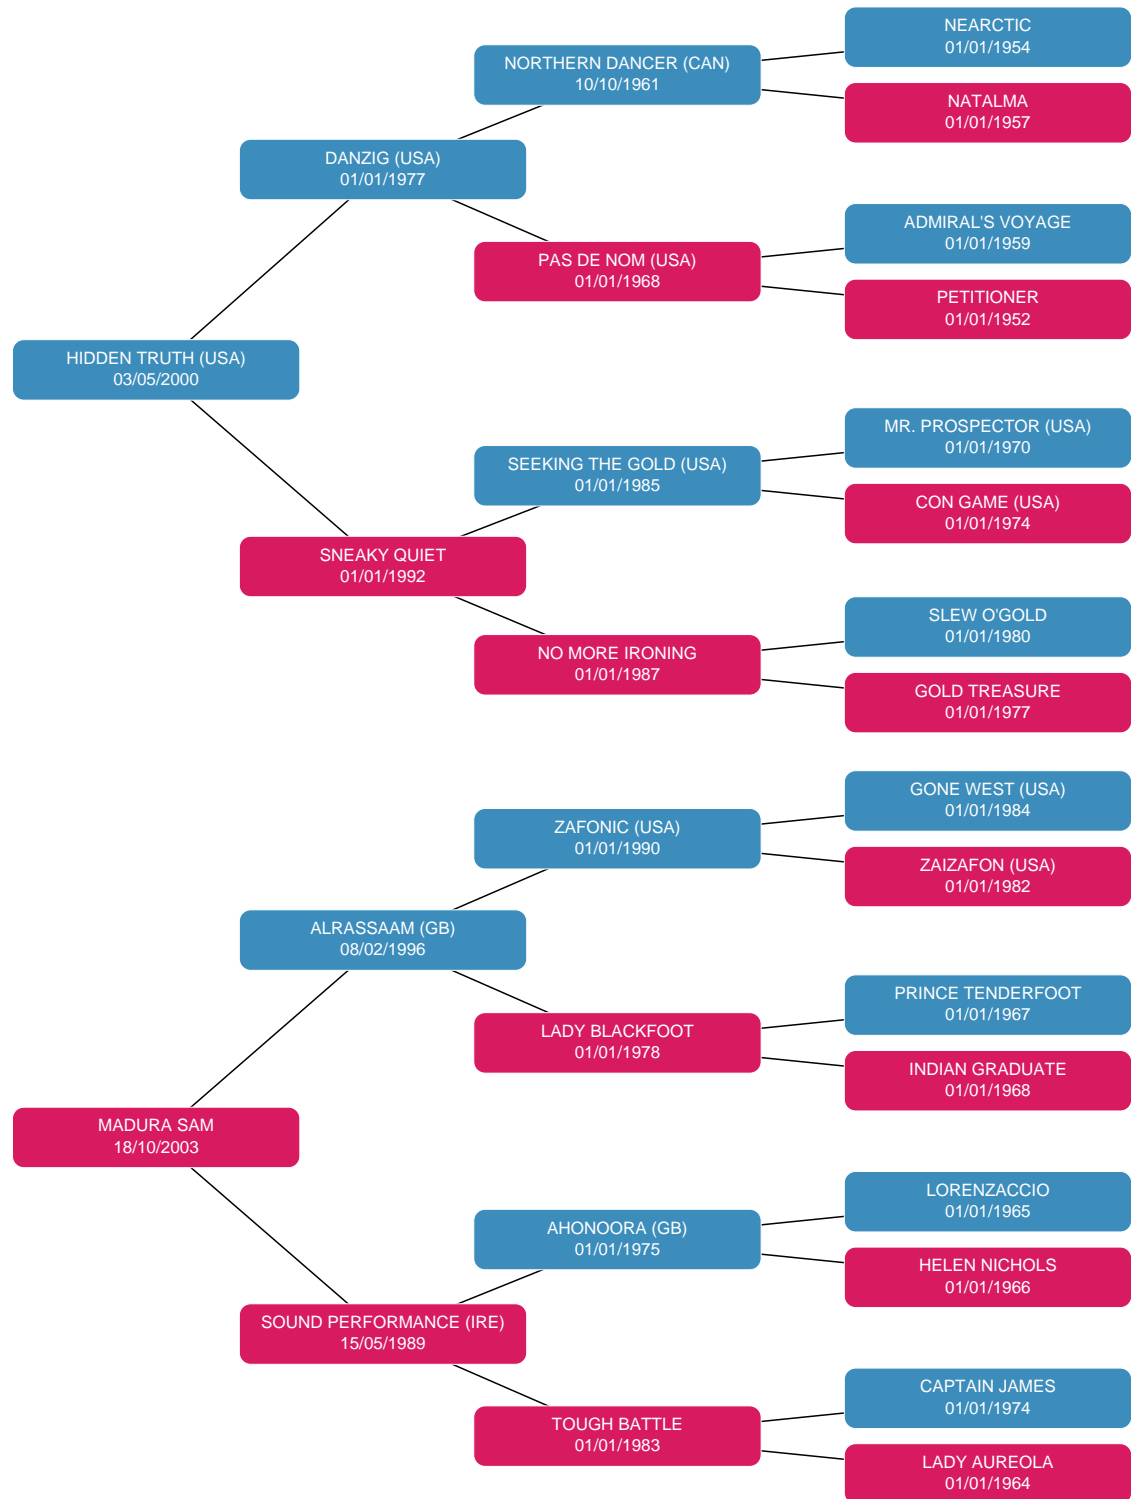 NEARCTIC
01/01/1954
NORTHERN DANCER (CAN)
10/10/1961
NATALMA
01/01/1957
DANZIG (USA)
01/01/1977
ADMIRAL'S VOYAGE
01/01/1959
PAS DE NOM (USA)
01/01/1968
PETITIONER
01/01/1952
HIDDEN TRUTH (USA)
03/05/2000
MR. PROSPECTOR (USA)
01/01/1970
SEEKING THE GOLD (USA)
01/01/1985
CON GAME (USA)
01/01/1974
SNEAKY QUIET
01/01/1992
SLEW O'GOLD
01/01/1980
NO MORE IRONING
01/01/1987
GOLD TREASURE
01/01/1977
GONE WEST (USA)
01/01/1984
ZAFONIC (USA)
01/01/1990
ZAIZAFON (USA)
01/01/1982
ALRASSAAM (GB)
08/02/1996
PRINCE TENDERFOOT
01/01/1967
LADY BLACKFOOT
01/01/1978
INDIAN GRADUATE
01/01/1968
MADURA SAM
18/10/2003
LORENZACCIO
01/01/1965
AHONOORA (GB)
01/01/1975
HELEN NICHOLS
01/01/1966
SOUND PERFORMANCE (IRE)
15/05/1989
CAPTAIN JAMES
01/01/1974
TOUGH BATTLE
01/01/1983
LADY AUREOLA
01/01/1964